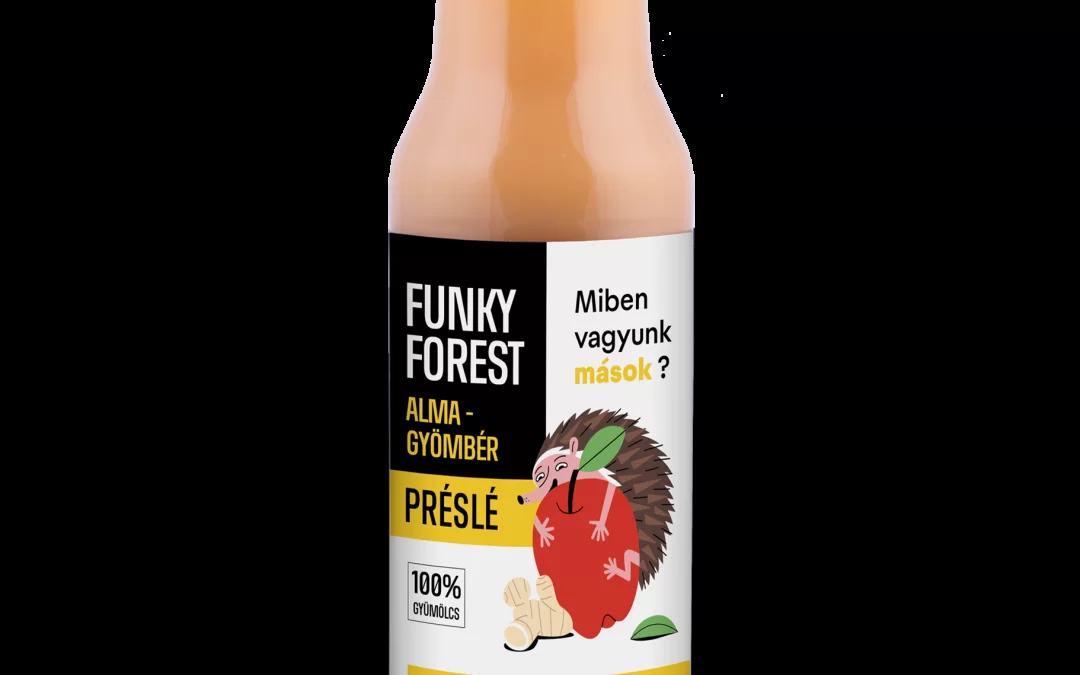 FUNKY
FOREST
ALMA -
GYÖMBÉR
PRÉSLÉ
100%
GYÜMÖLCS
Miben
vagyunk
mások ?